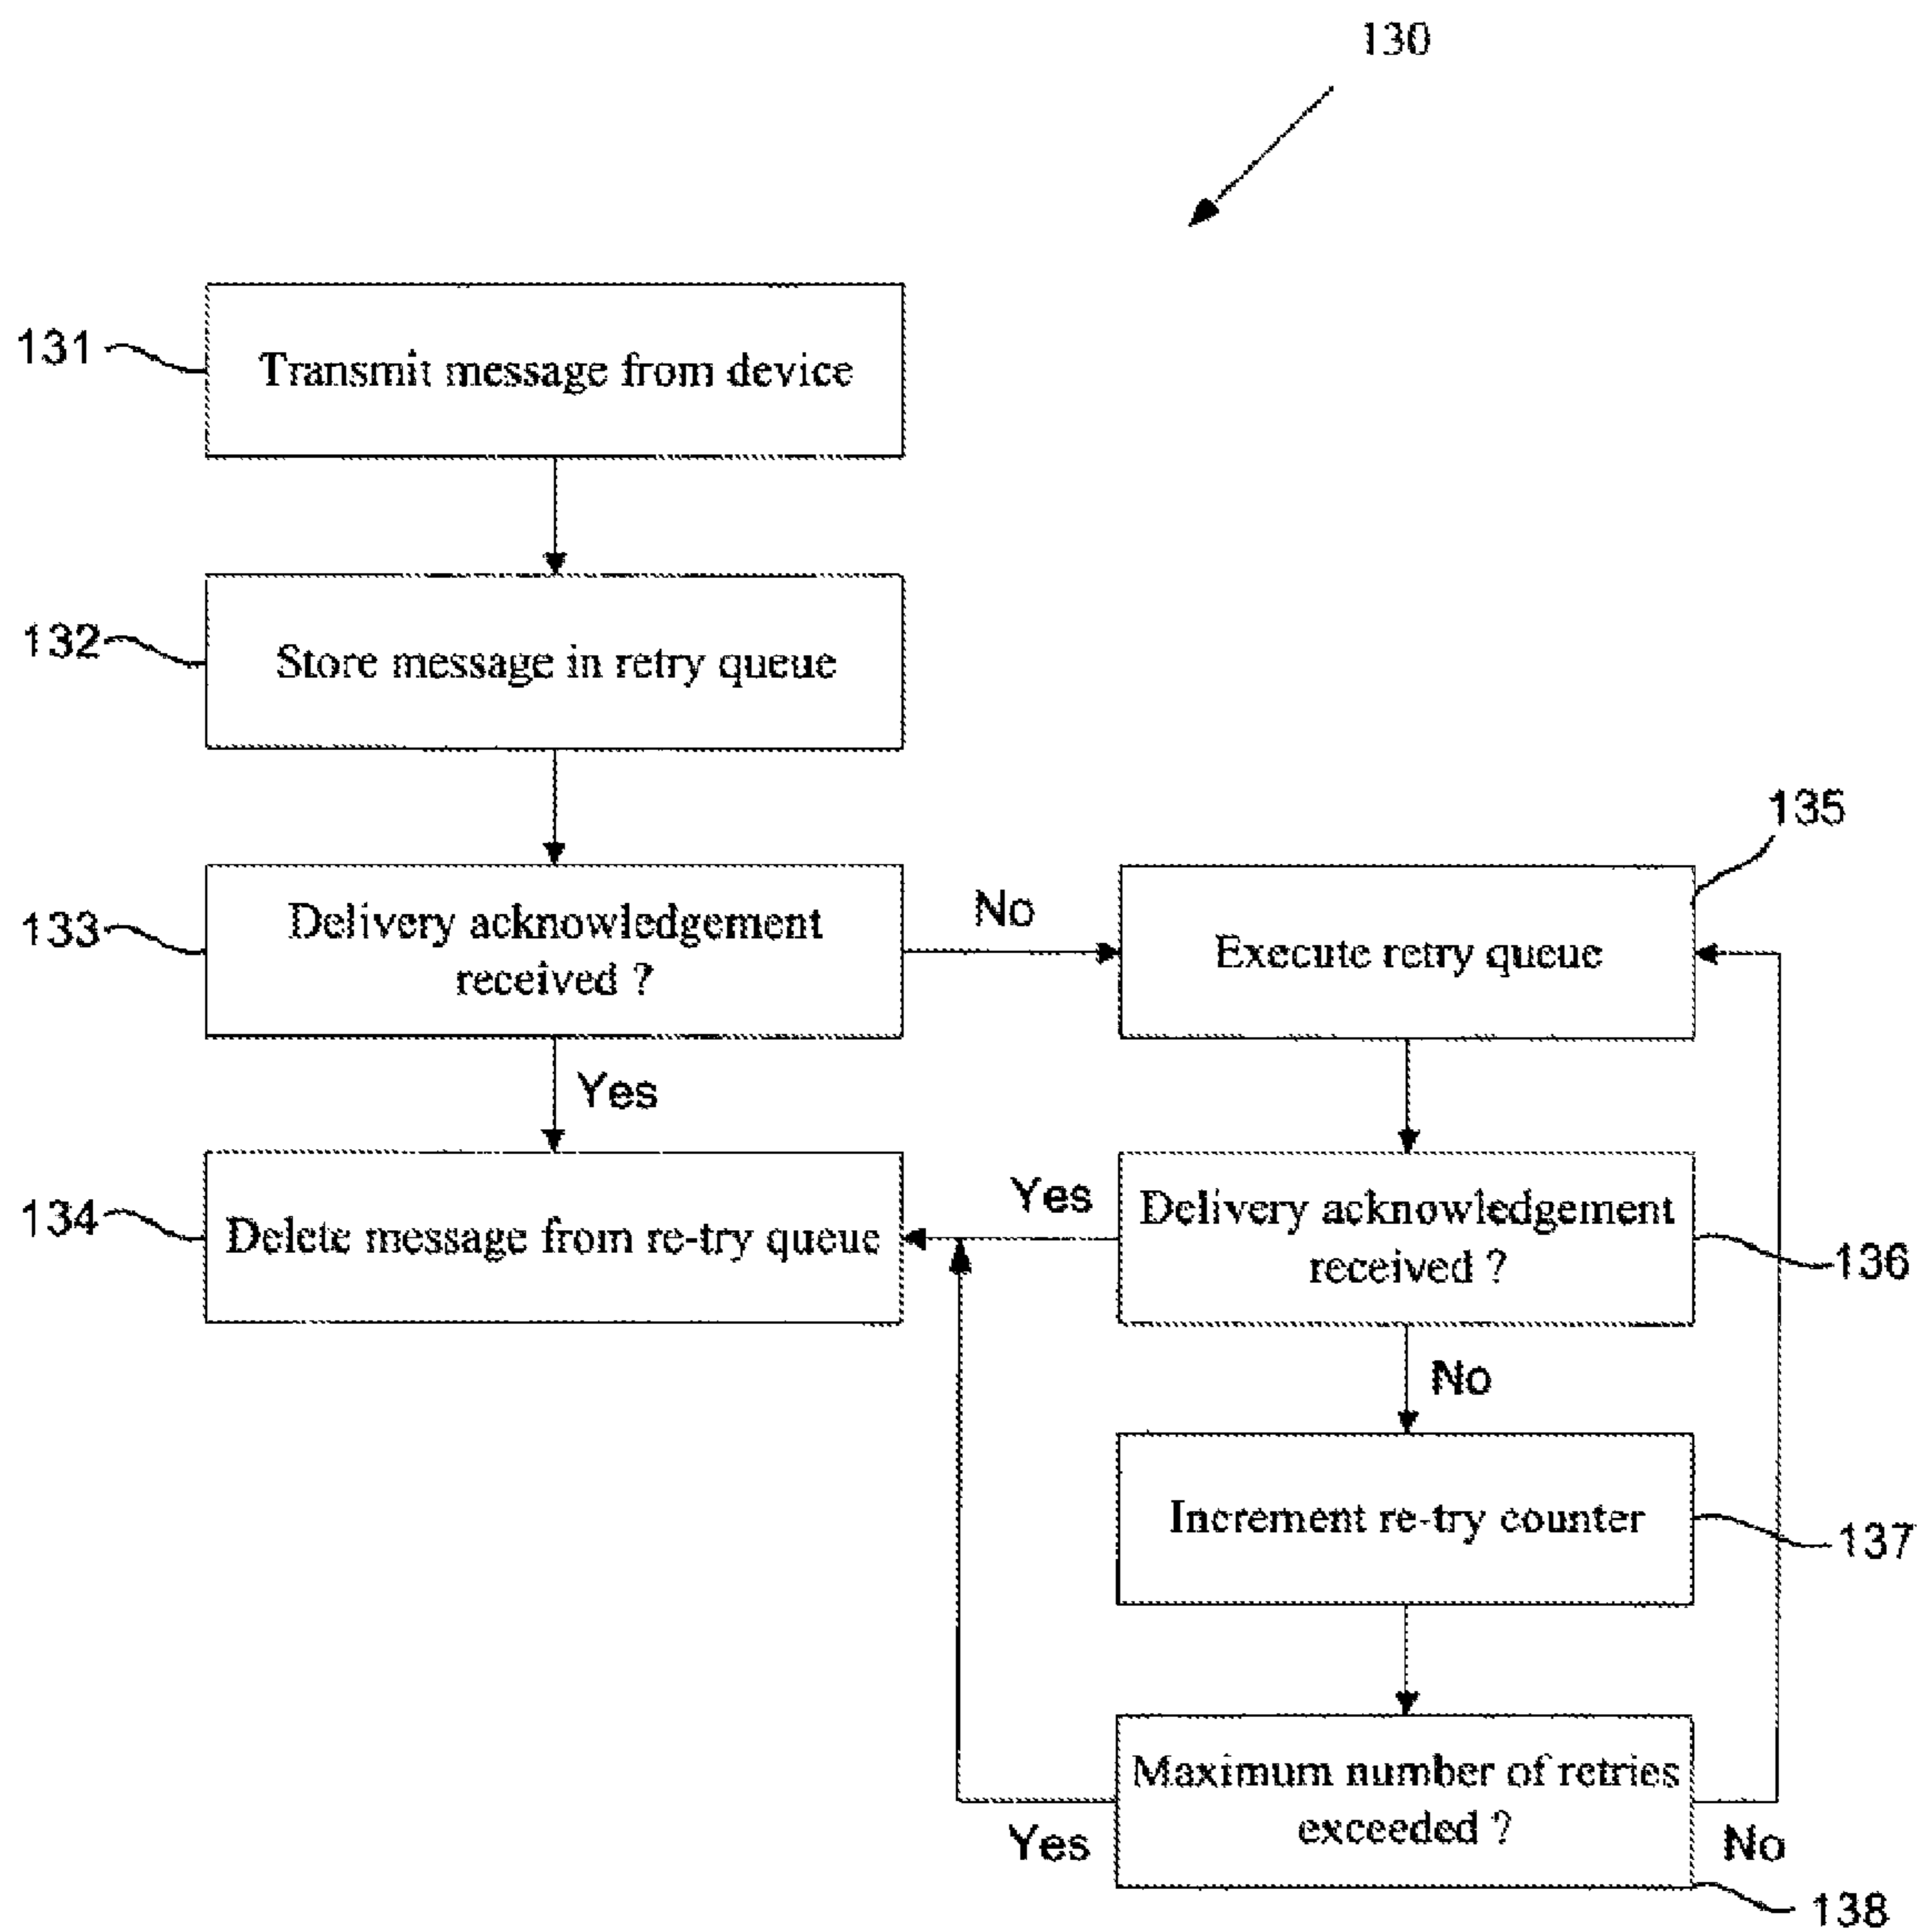 130
131
Transmit message from device
132
Store message in retry queue
135
133
Delivery acknowledgement
received ?
No
Execute retry queue
Yes
134
Delete message from re-try queue
Yes
Delivery acknowledgement
received ?
136
No
Increment re-try counter
137
Maximum number of retries
exceeded ?
Yes
No
138